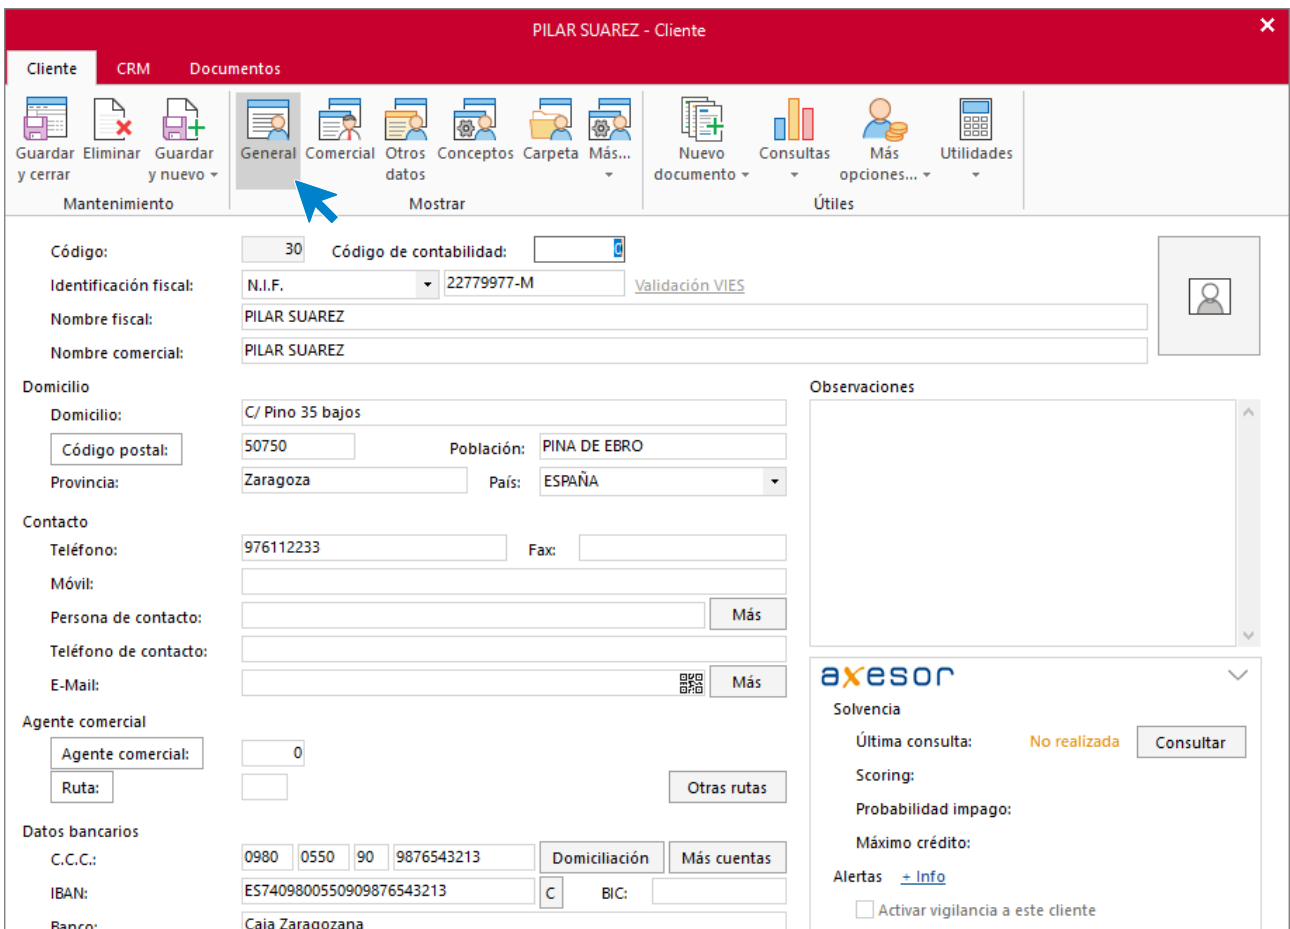 PILAR SUAREZ - Cliente
Cliente CRM Documentos
Guardar y cerrar
Eliminar
Guardar y nuevo
General
Comercial
Otros datos
Conceptos
Carpeta
Más...
Nuevo documento
Consultas
Más opciones...
Utilidades
Mantenimiento Mostrar Útiles
Código: 30 Código de contabilidad: 0
Identificación fiscal: N.I.F. 22779977-M Validación VIES
Nombre fiscal: PILAR SUAREZ
Nombre comercial: PILAR SUAREZ
Domicilio
Domicilio: C/ Pino 35 bajos
Código postal: 50750 Población: PINA DE EBRO
Provincia: Zaragoza País: ESPAÑA
Contacto
Teléfono: 976112233 Fax:
Móvil:
Persona de contacto: Más
Teléfono de contacto:
E-Mail: Más
Agente comercial
Agente comercial: 0
Ruta: Otras rutas
Datos bancarios
C.C.C.: 0980 0550 90 9876543213 Domiciliación Más cuentas
IBAN: ES7409800550909876543213 C BIC:
Banco: Caja Zaragozana
Observaciones
axesor
Solvencia
Última consulta: No realizada Consultar
Scoring:
Probabilidad impago:
Máximo crédito:
Alertas + Info
Activar vigilancia a este cliente